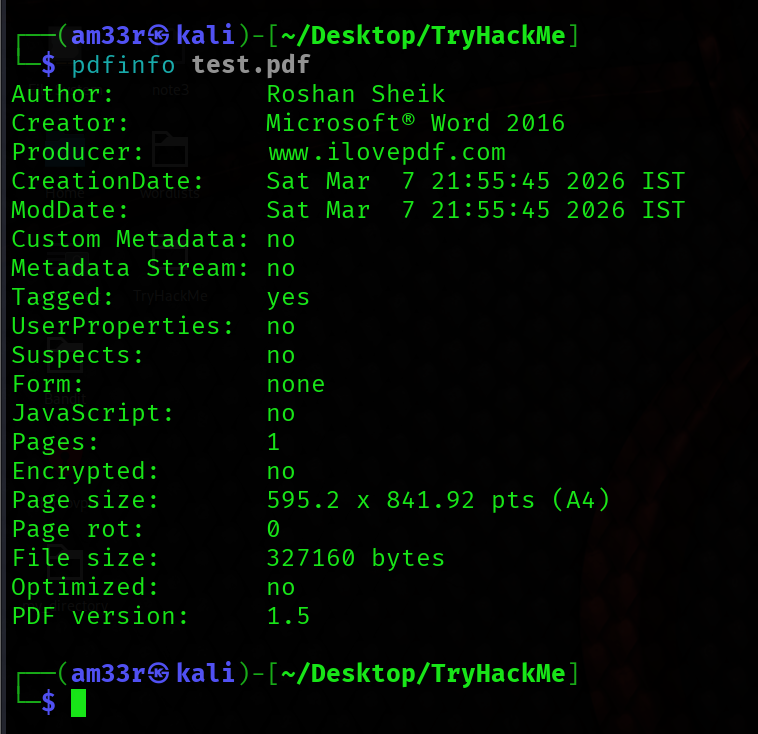 ┌──(am33r㉿kali)-[~/Desktop/TryHackMe]
└─$ pdfinfo test.pdf
note3
Author:          Roshan Sheik
Creator:         Microsoft® Word 2016
Producer:        www.ilovepdf.com
CreationDate:    Sat Mar  7 21:55:45 2026 IST
ModDate:         Sat Mar  7 21:55:45 2026 IST
Custom Metadata: no
Metadata Stream: no
TryHackMe
Tagged:          yes
UserProperties:  no
Suspects:        no
Form:            none
JavaScript:      no
Pages:           1
Encrypted:       no
Page size:       595.2 x 841.92 pts (A4)
Page rot:        0
File size:       327160 bytes
Optimized:       no
PDF version:     1.5
┌──(am33r㉿kali)-[~/Desktop/TryHackMe]
└─$